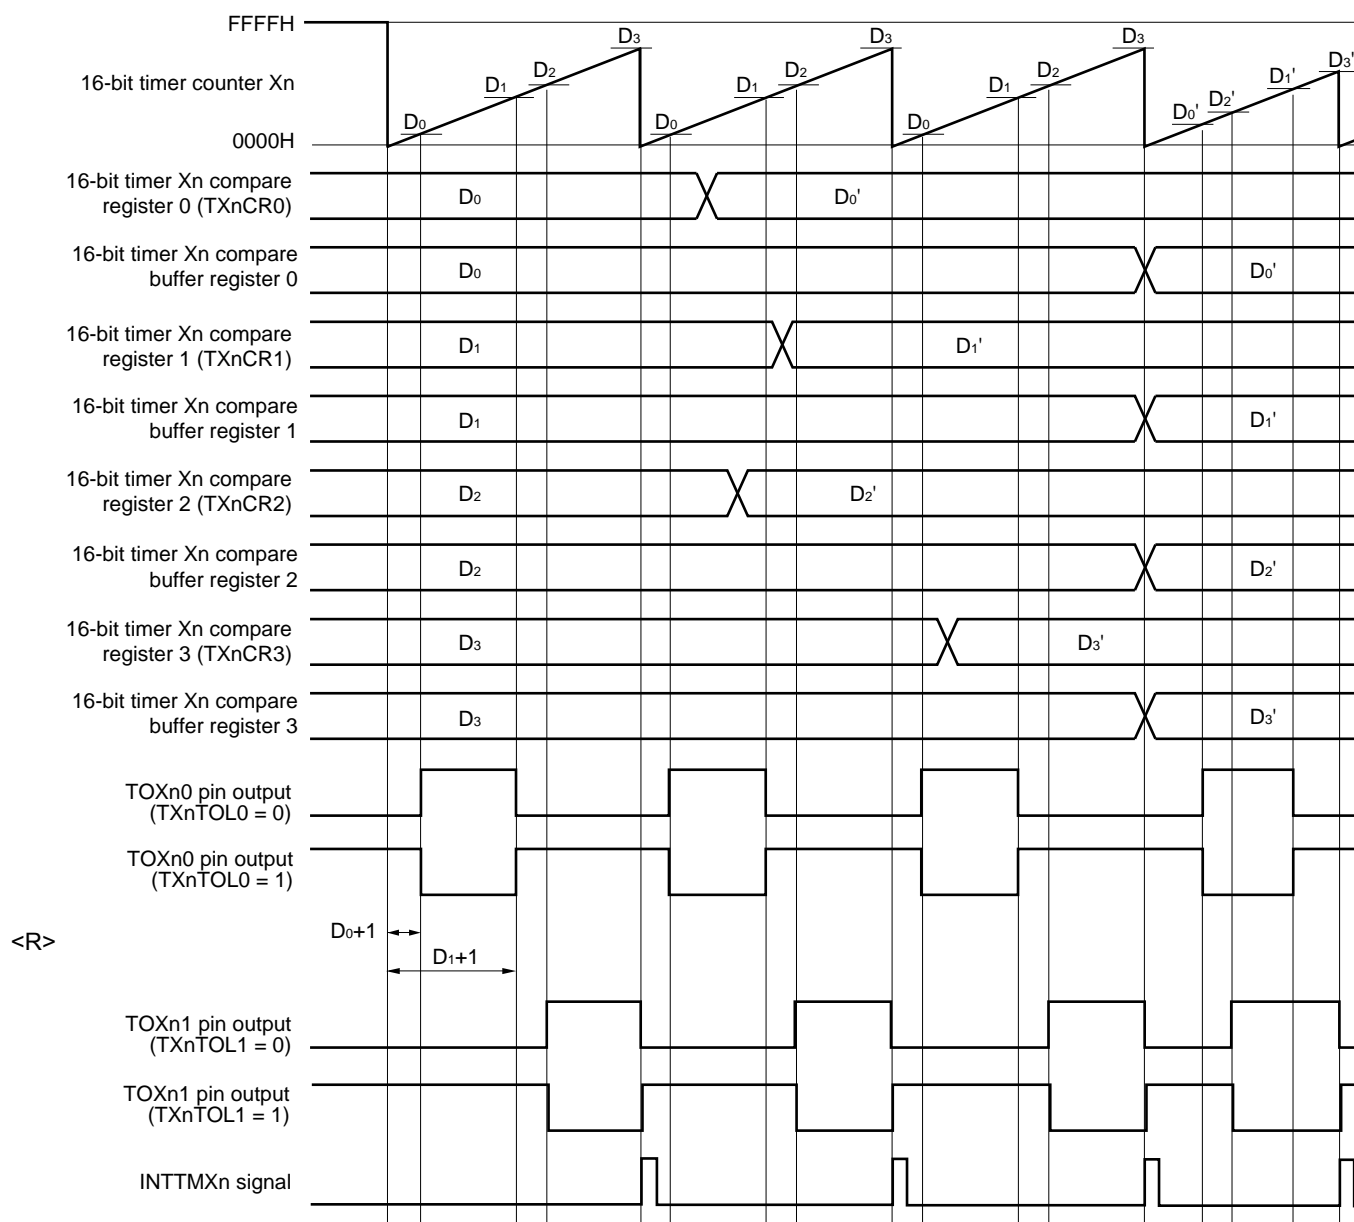 FFFFH
16-bit timer counter Xn
0000H
D0 D1 D2 D3 D0 D1 D2 D3 D0 D1 D2 D3 D0' D2' D1' D3'
16-bit timer Xn compare
register 0 (TXnCR0)
D0 D0'
16-bit timer Xn compare
buffer register 0
D0 D0'
16-bit timer Xn compare
register 1 (TXnCR1)
D1 D1'
16-bit timer Xn compare
buffer register 1
D1 D1'
16-bit timer Xn compare
register 2 (TXnCR2)
D2 D2'
16-bit timer Xn compare
buffer register 2
D2 D2'
16-bit timer Xn compare
register 3 (TXnCR3)
D3 D3'
16-bit timer Xn compare
buffer register 3
D3 D3'
TOXn0 pin output
(TXnTOL0 = 0)
TOXn0 pin output
(TXnTOL0 = 1)
D0+1
<R>
D1+1
TOXn1 pin output
(TXnTOL1 = 0)
TOXn1 pin output
(TXnTOL1 = 1)
INTTMXn signal